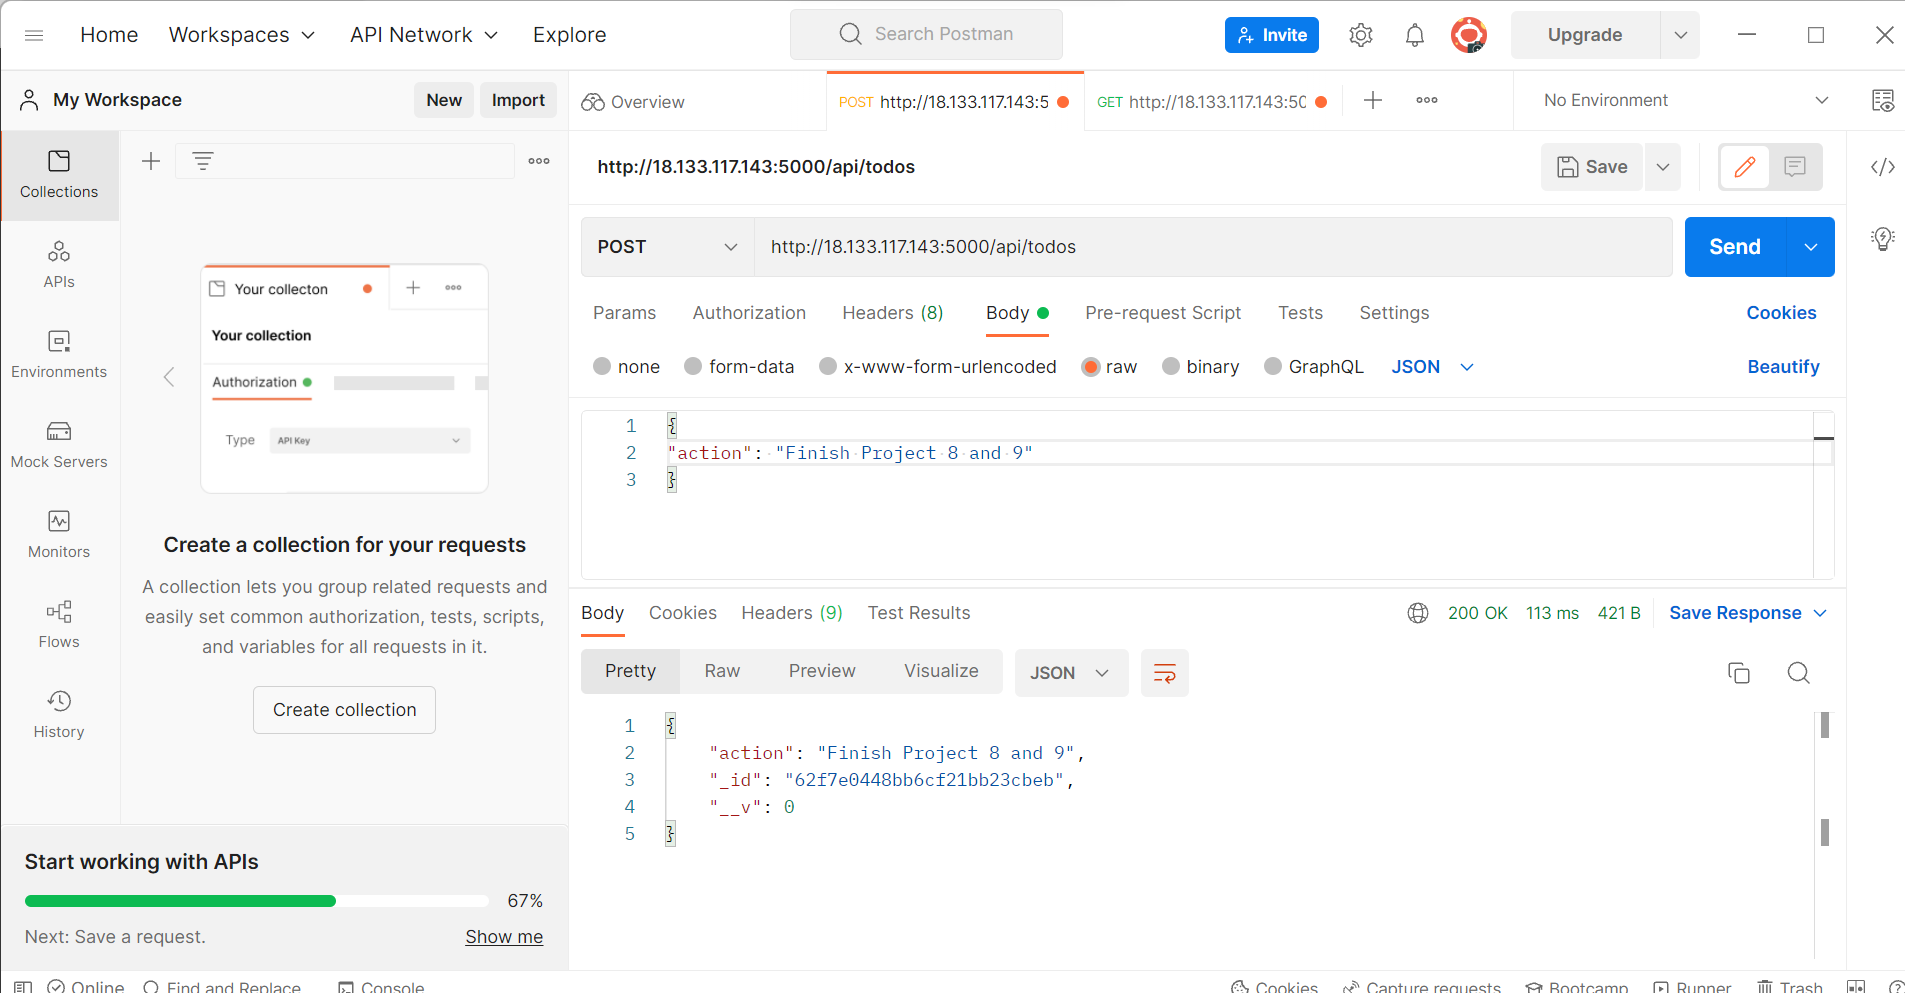 Home Workspaces API Network Explore Search Postman Invite Upgrade
My Workspace New Import Overview POST http://18.133.117.143:5 GET http://18.133.117.143:50 No Environment
Collections
APIs
Environments
Mock Servers
Monitors
Flows
History
Your collecton
Your collection
Authorization
Type API Key
Create a collection for your requests
A collection lets you group related requests and
easily set common authorization, tests, scripts,
and variables for all requests in it.
Create collection
Start working with APIs
67%
Next: Save a request. Show me
http://18.133.117.143:5000/api/todos Save
POST http://18.133.117.143:5000/api/todos Send
Params Authorization Headers (8) Body Pre-request Script Tests Settings Cookies
none form-data x-www-form-urlencoded raw binary GraphQL JSON Beautify
1 {
2 "action": "Finish Project 8 and 9"
3 }
Body Cookies Headers (9) Test Results 200 OK 113 ms 421 B Save Response
Pretty Raw Preview Visualize JSON
1 {
2 "action": "Finish Project 8 and 9",
3 "_id": "62f7e0448bb6cf21bb23cbeb",
4 "__v": 0
5 }
Online Find and Replace Console Cookies Capture requests Bootcamp Runner Trash